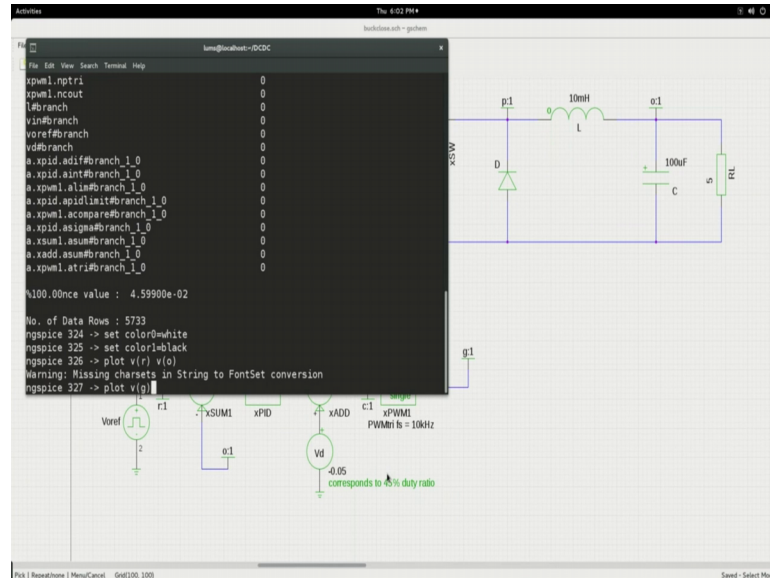 Activities
Thu 6:02 PM
buckclose.sch - gschem
lums@localhost:~/DCDC
File Edit View Search Terminal Help
xpwm1.nptri 0
xpwm1.ncout 0
l#branch 0
vin#branch 0
voref#branch 0
vd#branch 0
a.xpid.adif#branch_1_0 0
a.xpid.aint#branch_1_0 0
a.xpwm1.alim#branch_1_0 0
a.xpid.apidlimit#branch_1_0 0
a.xpwm1.acompare#branch_1_0 0
a.xpid.asigma#branch_1_0 0
a.xsum1.asum#branch_1_0 0
a.xadd.asum#branch_1_0 0
a.xpwm1.atri#branch_1_0 0
%100.00nce value : 4.59900e-02
No. of Data Rows : 5733
ngspice 324 -> set color0=white
ngspice 325 -> set color1=black
ngspice 326 -> plot v(r) v(o)
Warning: Missing charsets in String to FontSet conversion
ngspice 327 -> plot v(g)
p:1
10mH
o:1
o
L
xSW
D
+
100uF
C
5
RL
g:1
single
1
r:1
xSUM1
xPID
xADD
c:1
xPWM1
PWMtri fs = 10kHz
Voref
+
2
o:1
+
Vd
-0.05
corresponds to 45% duty ratio
Pick | Repeat/none | Menu/Cancel Grid(100, 100)
Saved - Select Mo